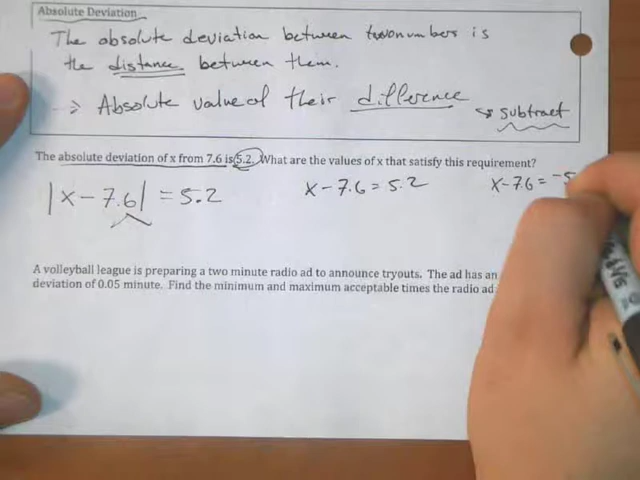 Absolute Deviation
The absolute deviation between two numbers is
the distance between them.
→ Absolute value of their difference
↪ subtract
The absolute deviation of x from 7.6 is 5.2. What are the values of x that satisfy this requirement?
|x - 7.6| = 5.2 x - 7.6 = 5.2 x - 7.6 = -5
A volleyball league is preparing a two minute radio ad to announce tryouts. The ad has an
deviation of 0.05 minute. Find the minimum and maximum acceptable times the radio ad